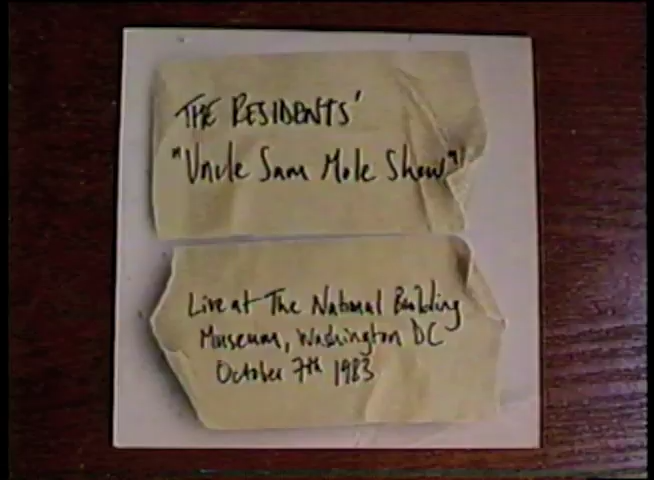 THE RESIDENTS'
"Uncle Sam Mole Show"
Live at The National Building
Museum, Washington DC
October 7th 1983